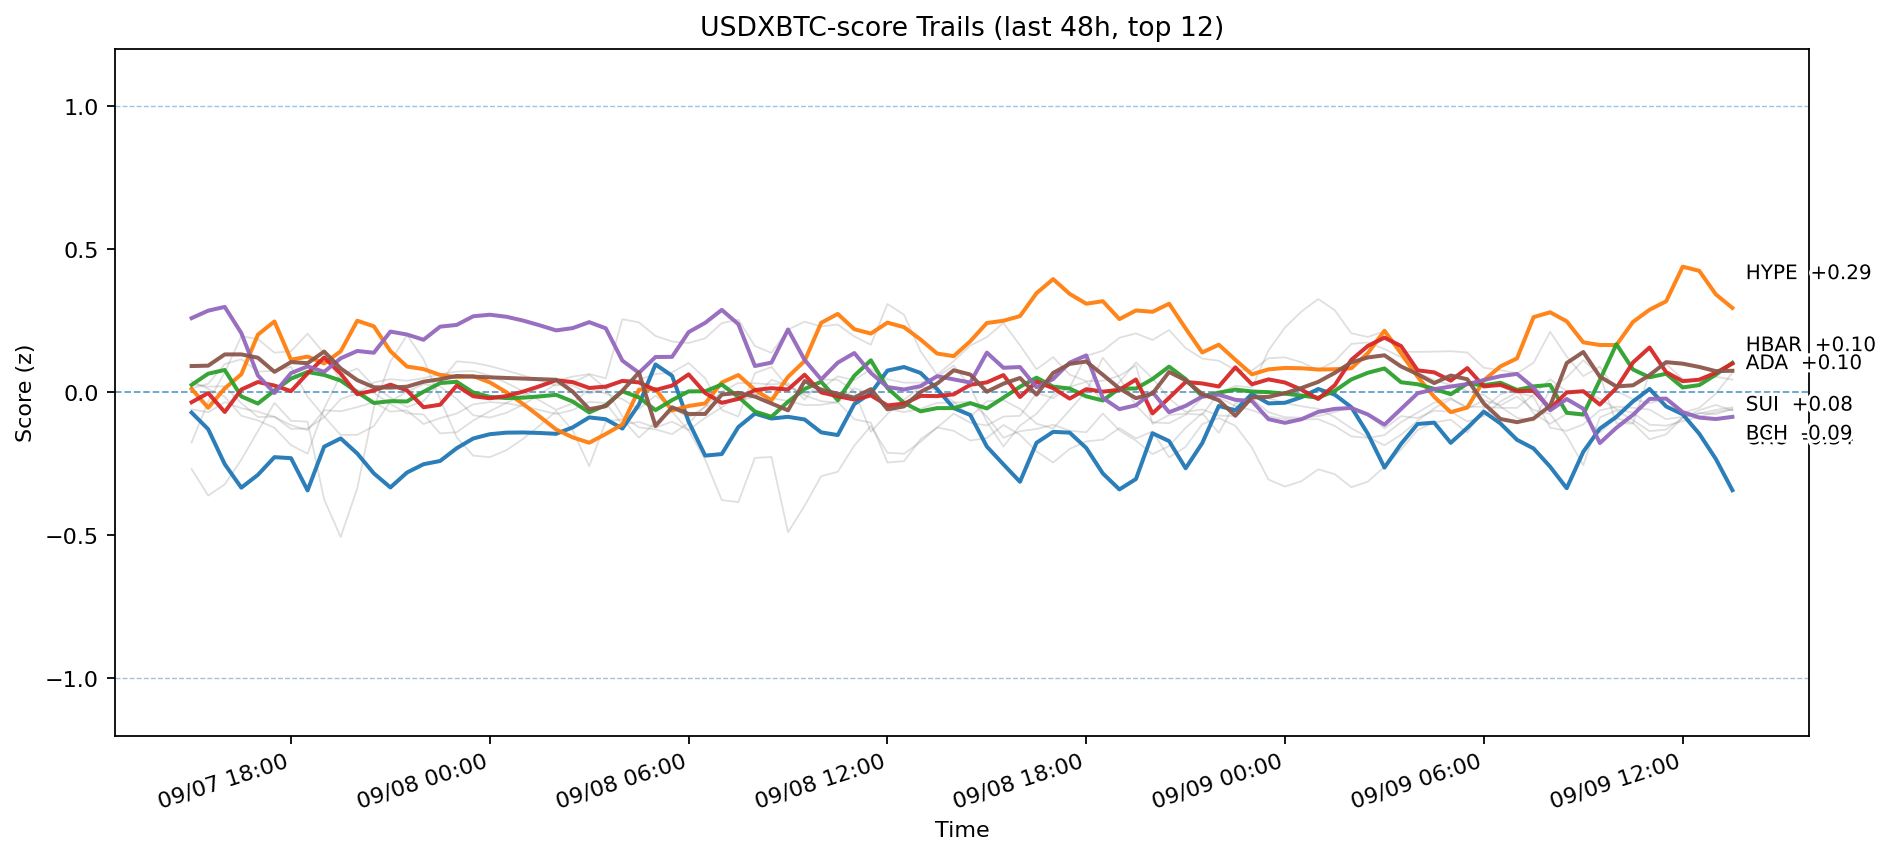 USDXBTC-score Trails (last 48h, top 12)
Score (z)
1.0
0.5
0.0
−0.5
−1.0
HYPE +0.29
HBAR +0.10
ADA +0.10
SUI +0.08
BCH -0.09
09/07 18:00
09/08 00:00
09/08 06:00
09/08 12:00
09/08 18:00
09/09 00:00
09/09 06:00
09/09 12:00
Time